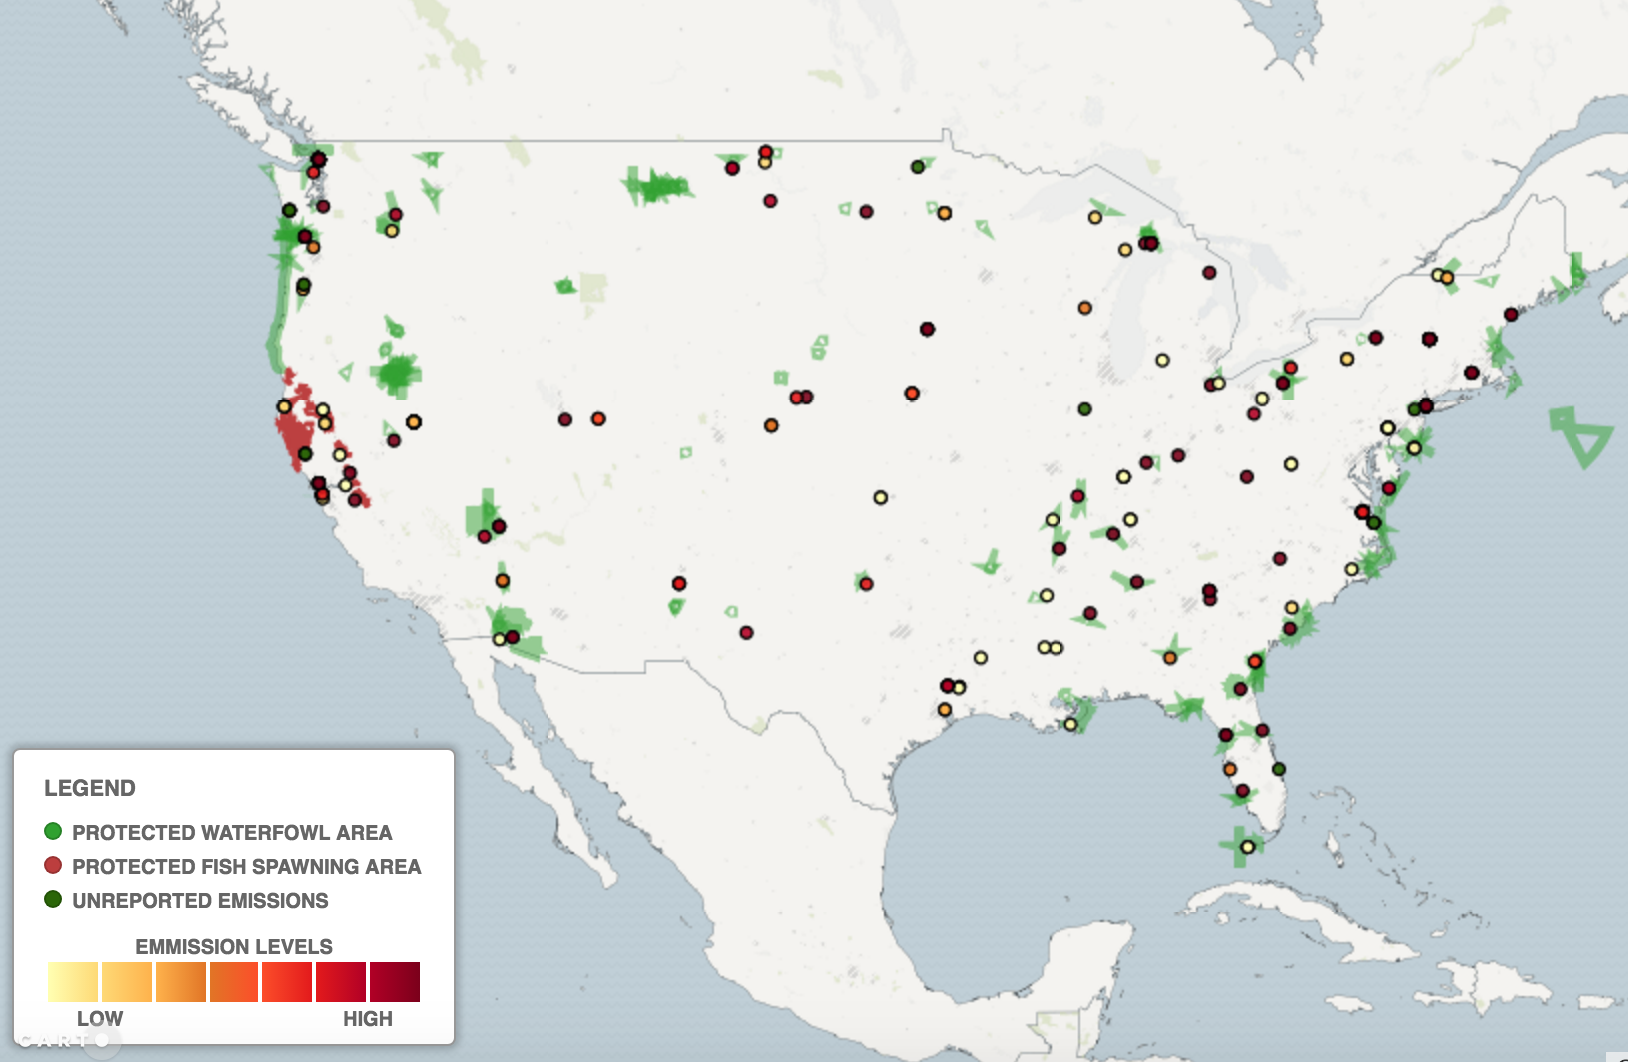 LEGEND
PROTECTED WATERFOWL AREA
PROTECTED FISH SPAWNING AREA
UNREPORTED EMISSIONS
EMMISSION LEVELS
LOW
HIGH
CARTO